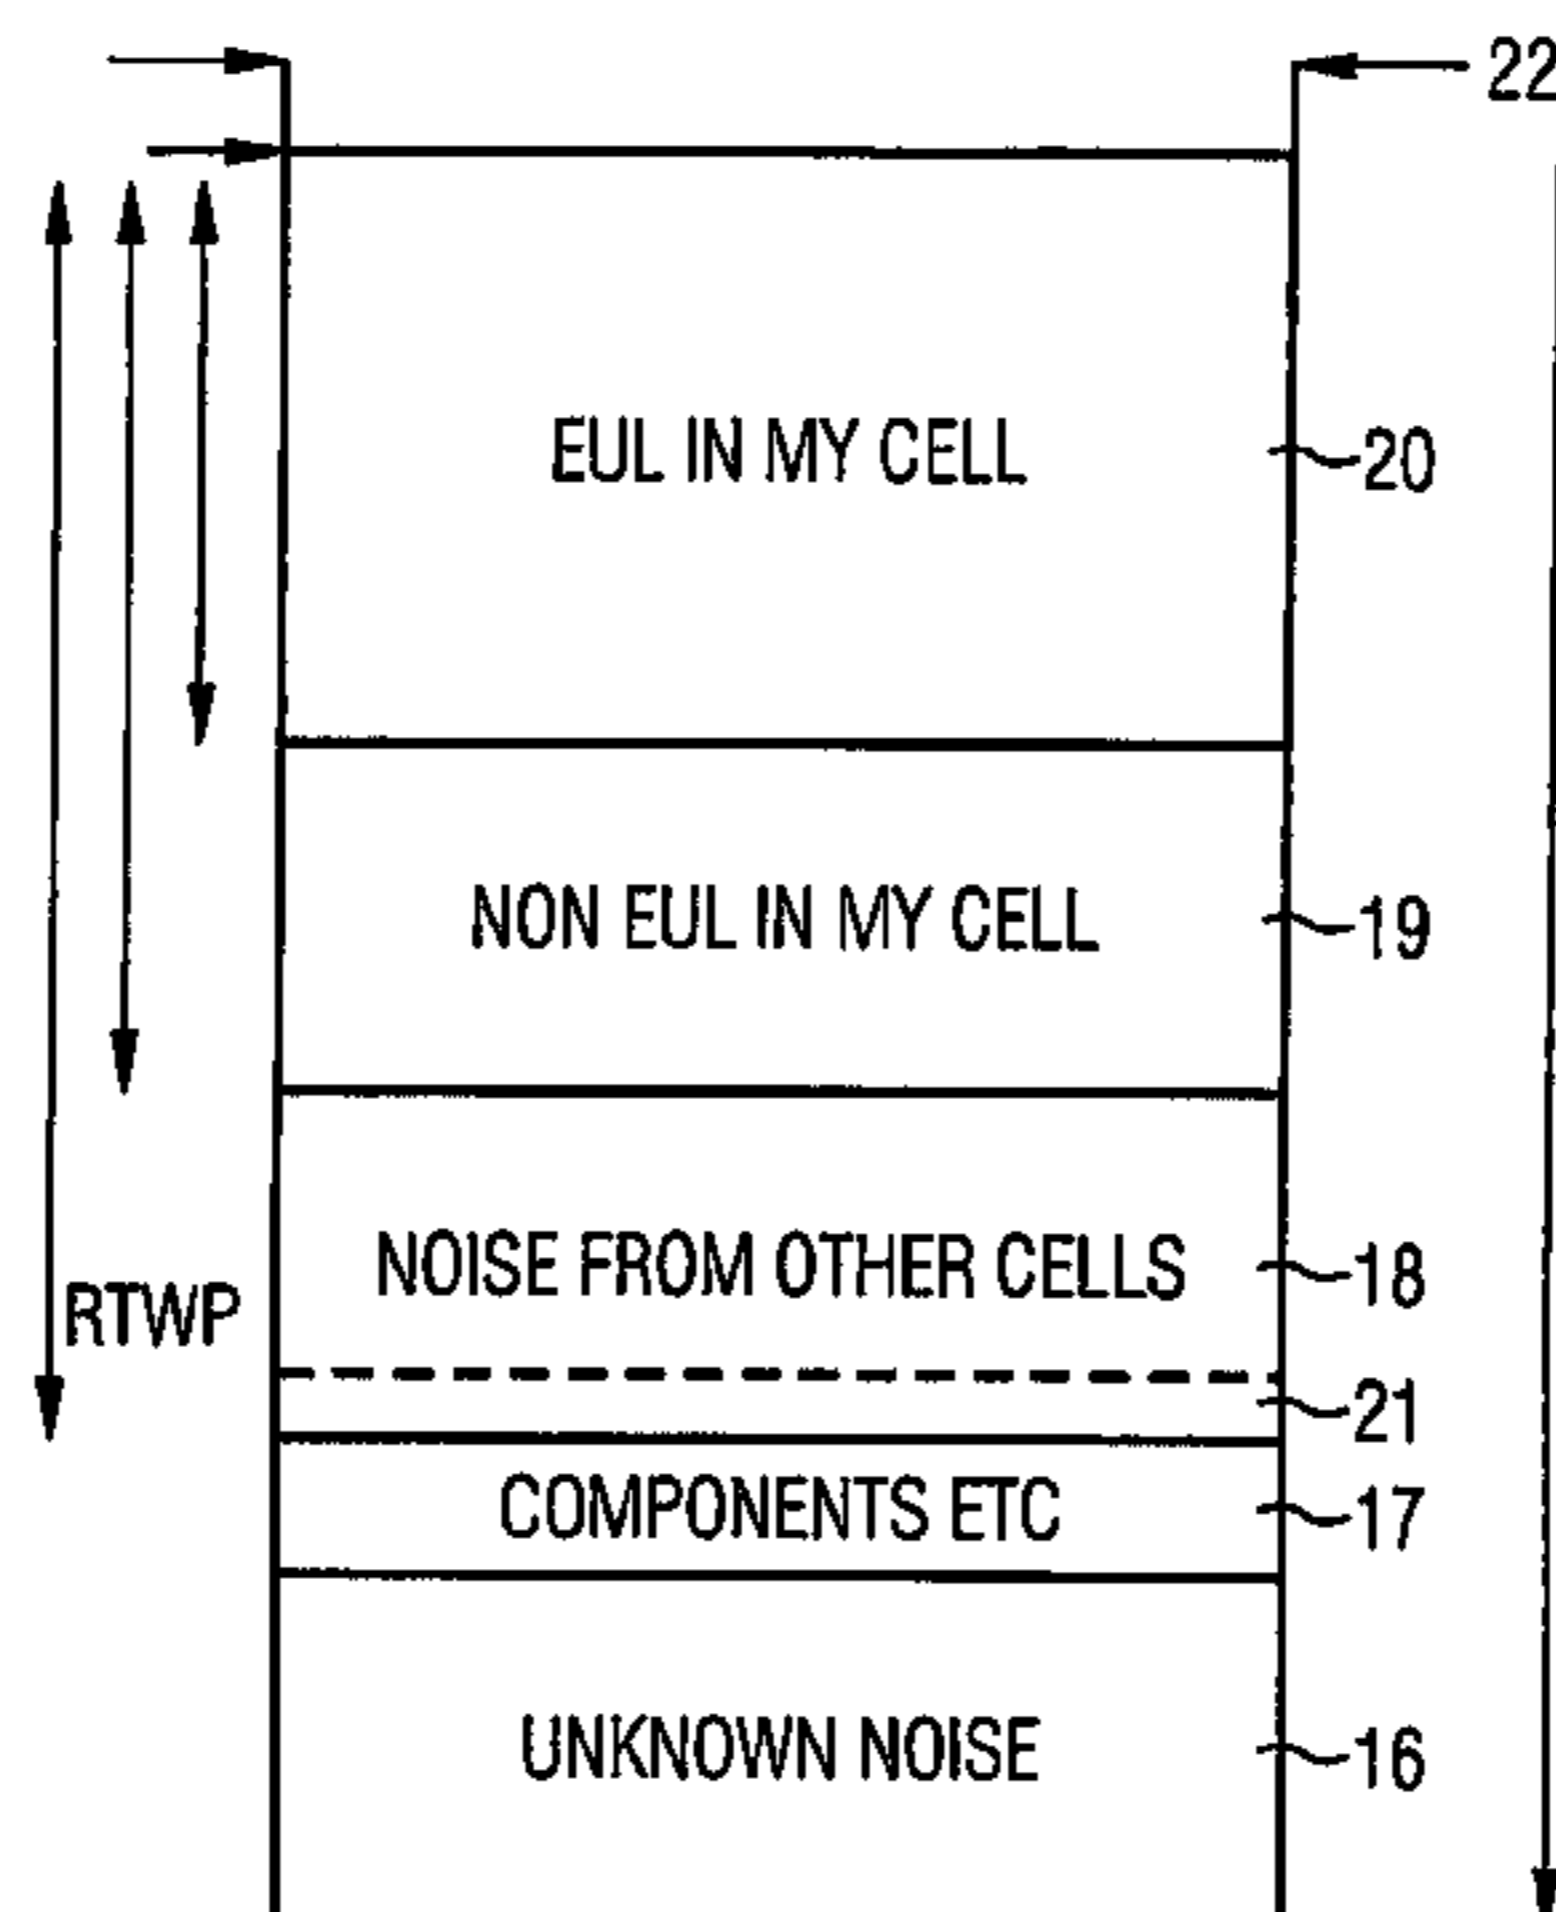 22
EUL IN MY CELL 20
NON EUL IN MY CELL 19
NOISE FROM OTHER CELLS 18
RTWP
21
COMPONENTS ETC 17
UNKNOWN NOISE 16